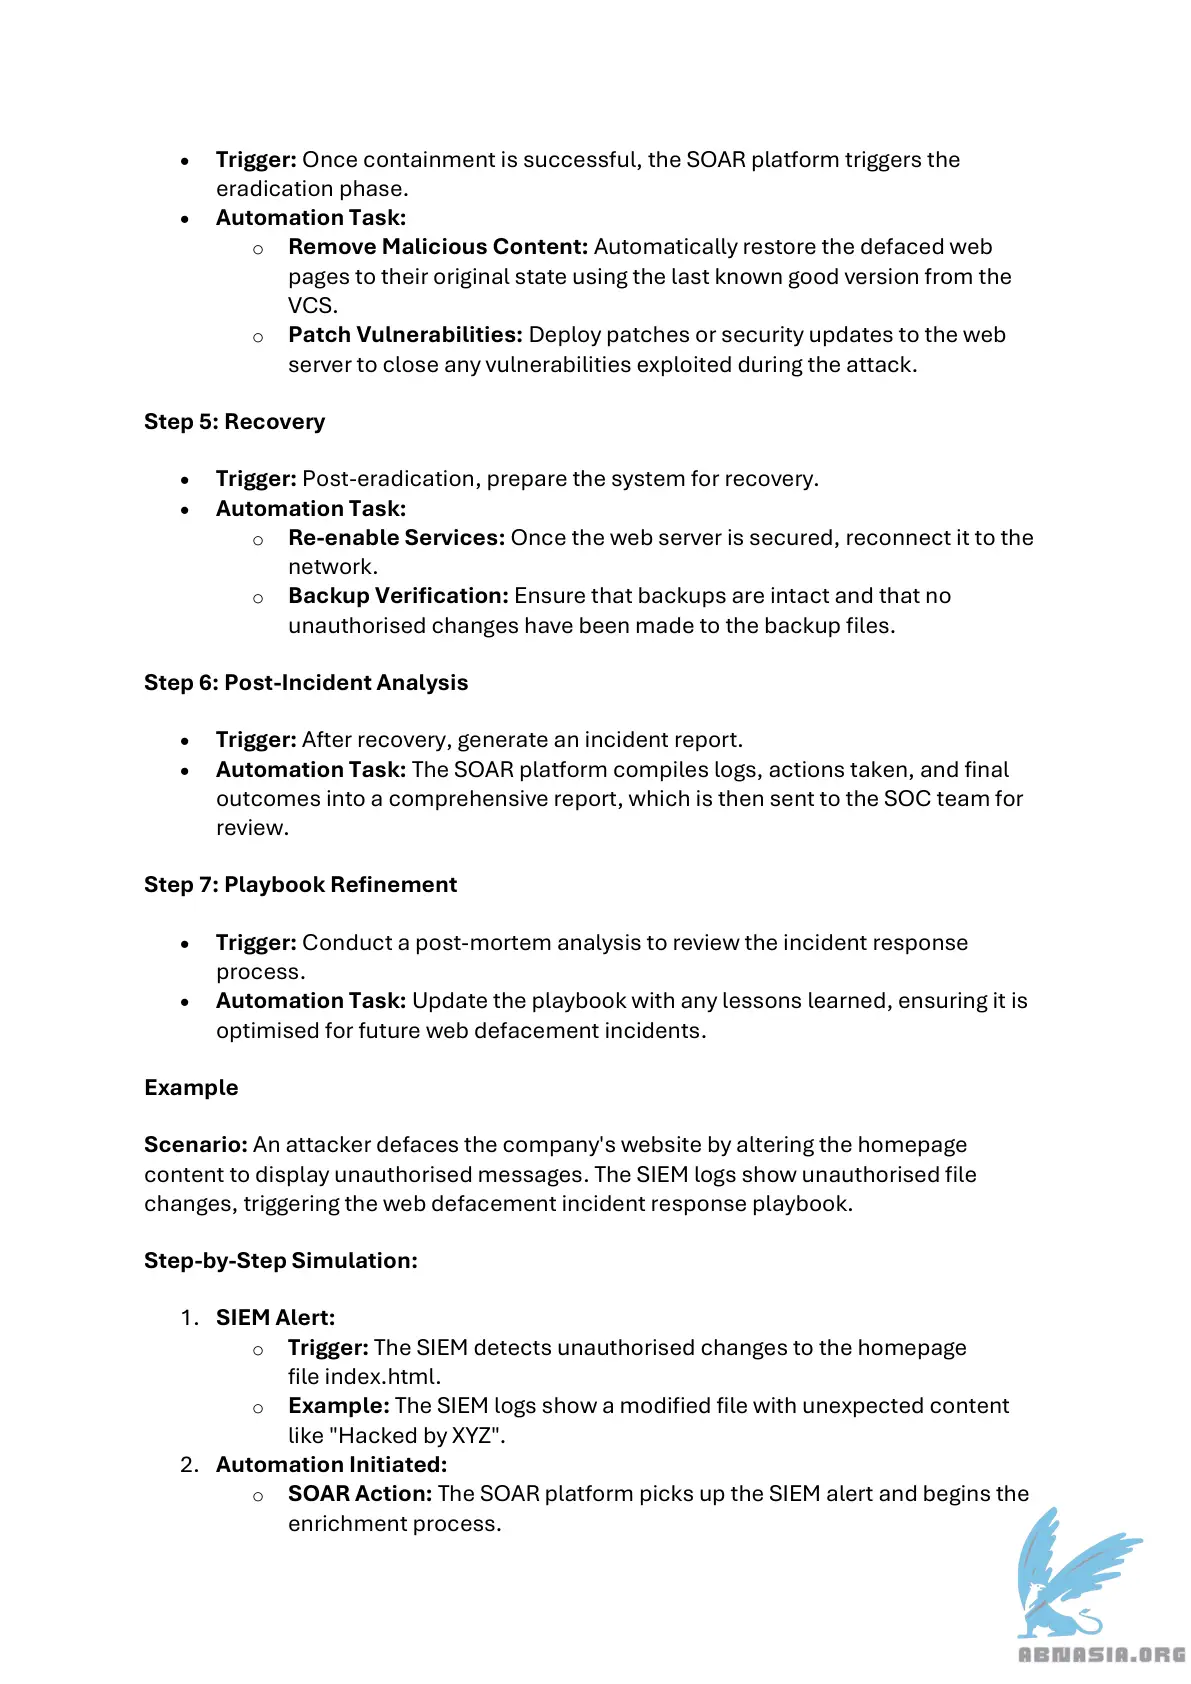 • Trigger: Once containment is successful, the SOAR platform triggers the
eradication phase.
• Automation Task:
o Remove Malicious Content: Automatically restore the defaced web
pages to their original state using the last known good version from the
VCS.
o Patch Vulnerabilities: Deploy patches or security updates to the web
server to close any vulnerabilities exploited during the attack.
Step 5: Recovery
• Trigger: Post-eradication, prepare the system for recovery.
• Automation Task:
o Re-enable Services: Once the web server is secured, reconnect it to the
network.
o Backup Verification: Ensure that backups are intact and that no
unauthorised changes have been made to the backup files.
Step 6: Post-Incident Analysis
• Trigger: After recovery, generate an incident report.
• Automation Task: The SOAR platform compiles logs, actions taken, and final
outcomes into a comprehensive report, which is then sent to the SOC team for
review.
Step 7: Playbook Refinement
• Trigger: Conduct a post-mortem analysis to review the incident response
process.
• Automation Task: Update the playbook with any lessons learned, ensuring it is
optimised for future web defacement incidents.
Example
Scenario: An attacker defaces the company's website by altering the homepage
content to display unauthorised messages. The SIEM logs show unauthorised file
changes, triggering the web defacement incident response playbook.
Step-by-Step Simulation:
1. SIEM Alert:
o Trigger: The SIEM detects unauthorised changes to the homepage
file index.html.
o Example: The SIEM logs show a modified file with unexpected content
like "Hacked by XYZ".
2. Automation Initiated:
o SOAR Action: The SOAR platform picks up the SIEM alert and begins the
enrichment process.
ABNASIA.ORG